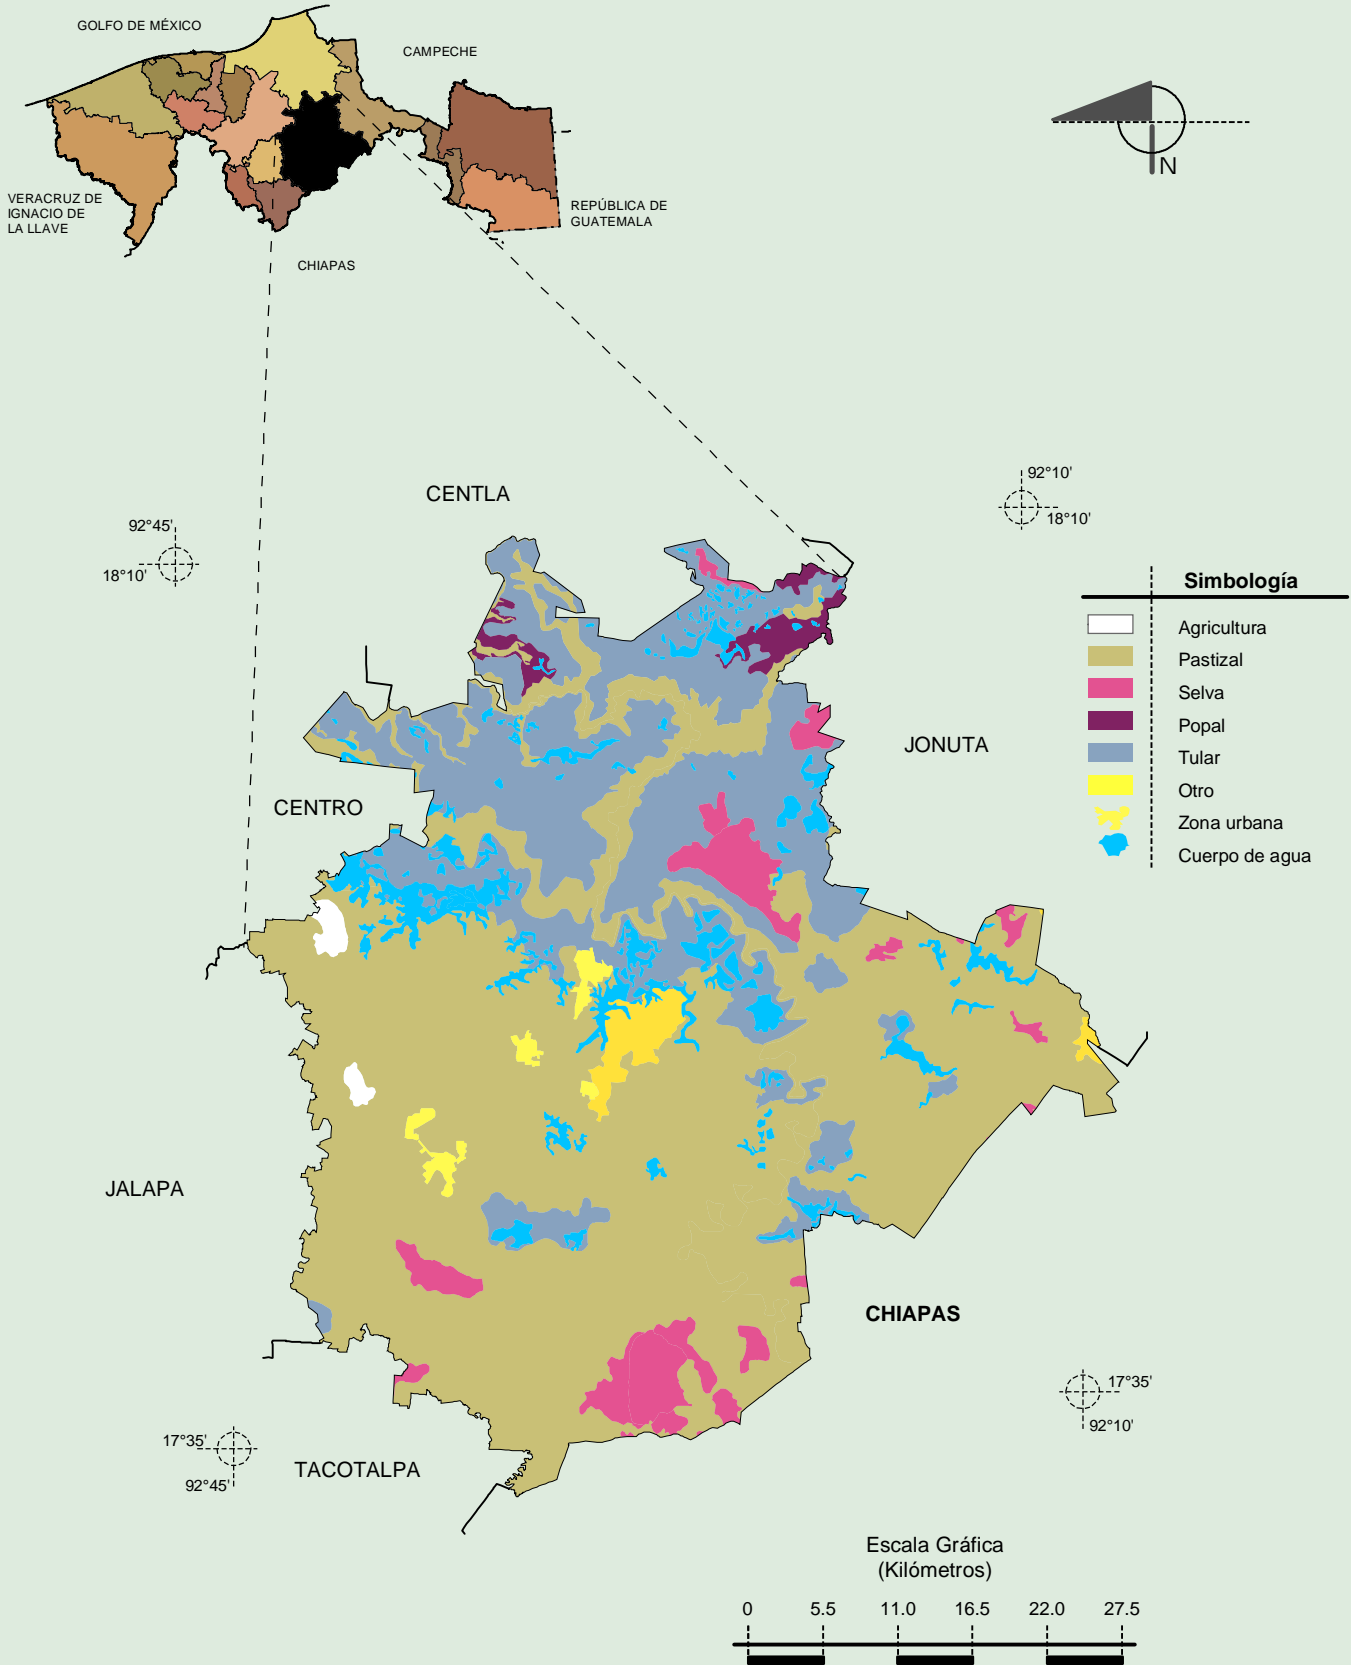 GOLFO DE MÉXICO
CAMPECHE
VERACRUZ DE
IGNACIO DE
LA LLAVE
REPÚBLICA DE
GUATEMALA
CHIAPAS
N
CENTLA
92°10'
18°10'
92°45'
18°10'
JONUTA
CENTRO
Simbología
Agricultura
Pastizal
Selva
Popal
Tular
Otro
Zona urbana
Cuerpo de agua
JALAPA
CHIAPAS
17°35'
92°10'
17°35'
92°45'
TACOTALPA
Escala Gráfica
(Kilómetros)
0 5.5 11.0 16.5 22.0 27.5